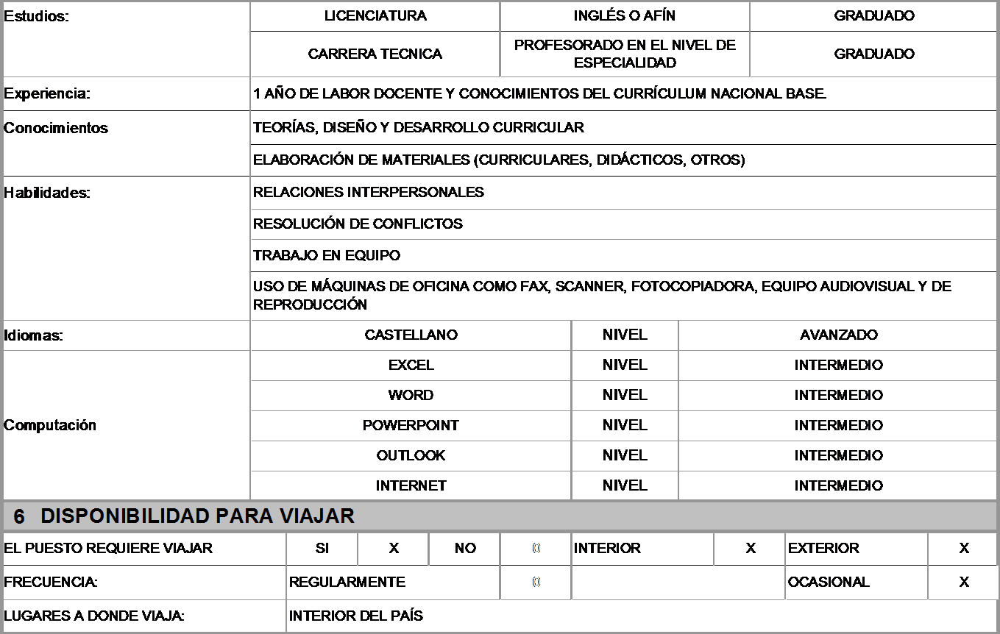 Estudios: LICENCIATURA INGLÉS O AFÍN GRADUADO
CARRERA TECNICA PROFESORADO EN EL NIVEL DE ESPECIALIDAD GRADUADO
Experiencia: 1 AÑO DE LABOR DOCENTE Y CONOCIMIENTOS DEL CURRÍCULUM NACIONAL BASE.
Conocimientos TEORÍAS, DISEÑO Y DESARROLLO CURRICULAR
ELABORACIÓN DE MATERIALES (CURRICULARES, DIDÁCTICOS, OTROS)
Habilidades: RELACIONES INTERPERSONALES
RESOLUCIÓN DE CONFLICTOS
TRABAJO EN EQUIPO
USO DE MÁQUINAS DE OFICINA COMO FAX, SCANNER, FOTOCOPIADORA, EQUIPO AUDIOVISUAL Y DE
REPRODUCCIÓN
Idiomas: CASTELLANO NIVEL AVANZADO
EXCEL NIVEL INTERMEDIO
WORD NIVEL INTERMEDIO
Computación POWERPOINT NIVEL INTERMEDIO
OUTLOOK NIVEL INTERMEDIO
INTERNET NIVEL INTERMEDIO
6 DISPONIBILIDAD PARA VIAJAR
EL PUESTO REQUIERE VIAJAR SI X NO 0 INTERIOR X EXTERIOR X
FRECUENCIA: REGULARMENTE 0 OCASIONAL X
LUGARES A DONDE VIAJA: INTERIOR DEL PAÍS